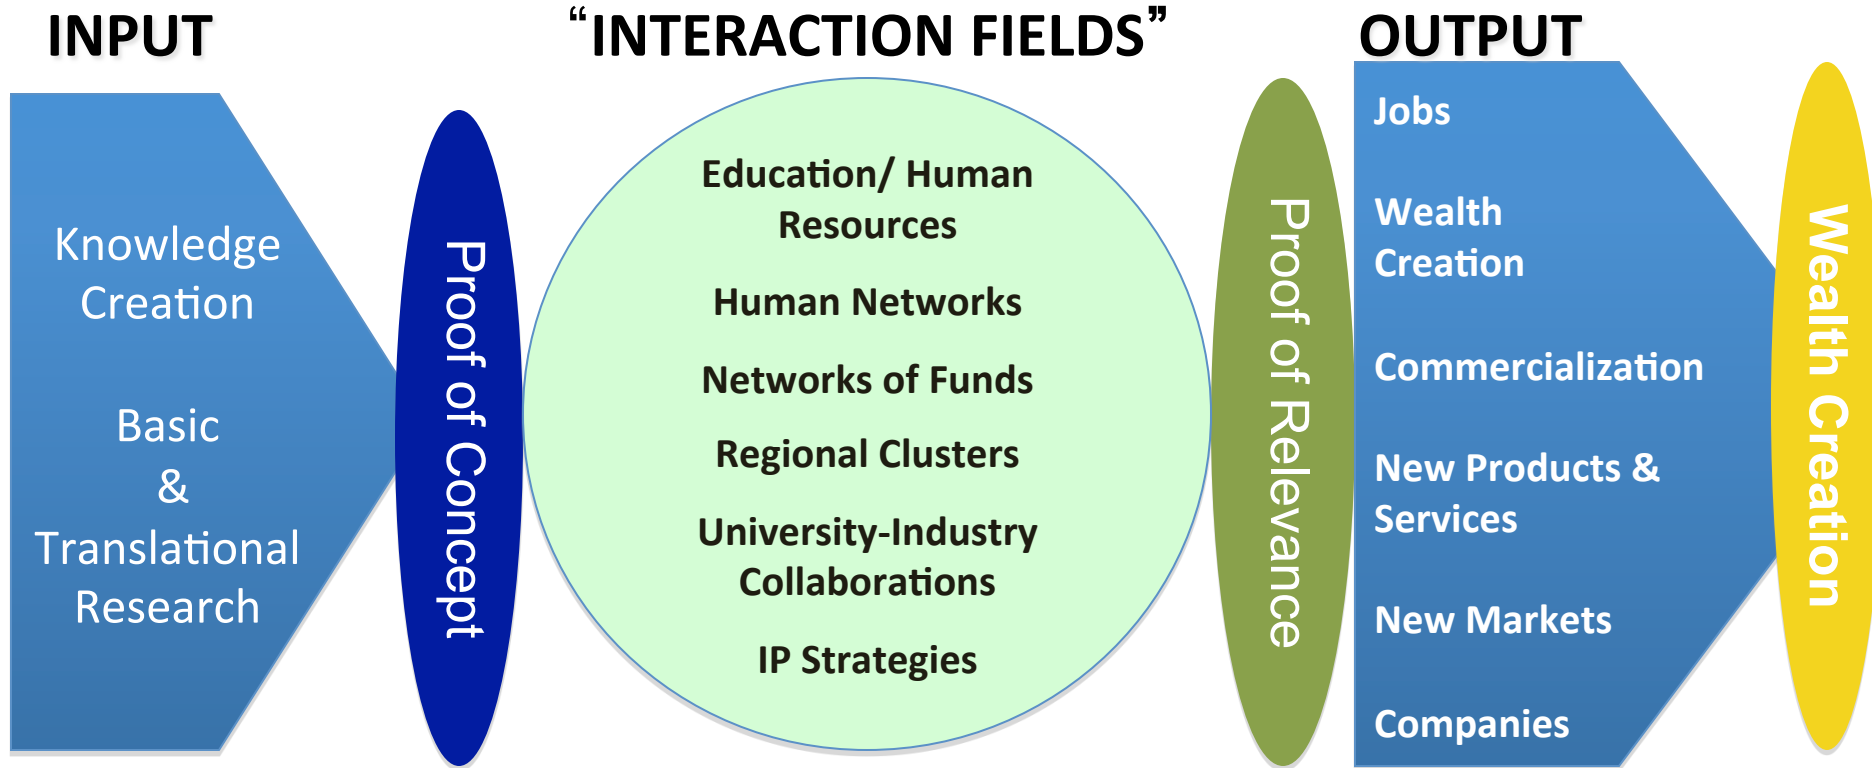 INPUT
Knowledge
Creation
Basic
&
Translational
Research
Proof of Concept
“INTERACTION FIELDS”
Education/ Human
Resources
Human Networks
Networks of Funds
Regional Clusters
University-Industry
Collaborations
IP Strategies
Proof of Relevance
OUTPUT
Jobs
Wealth
Creation
Commercialization
New Products &
Services
New Markets
Companies
Wealth Creation